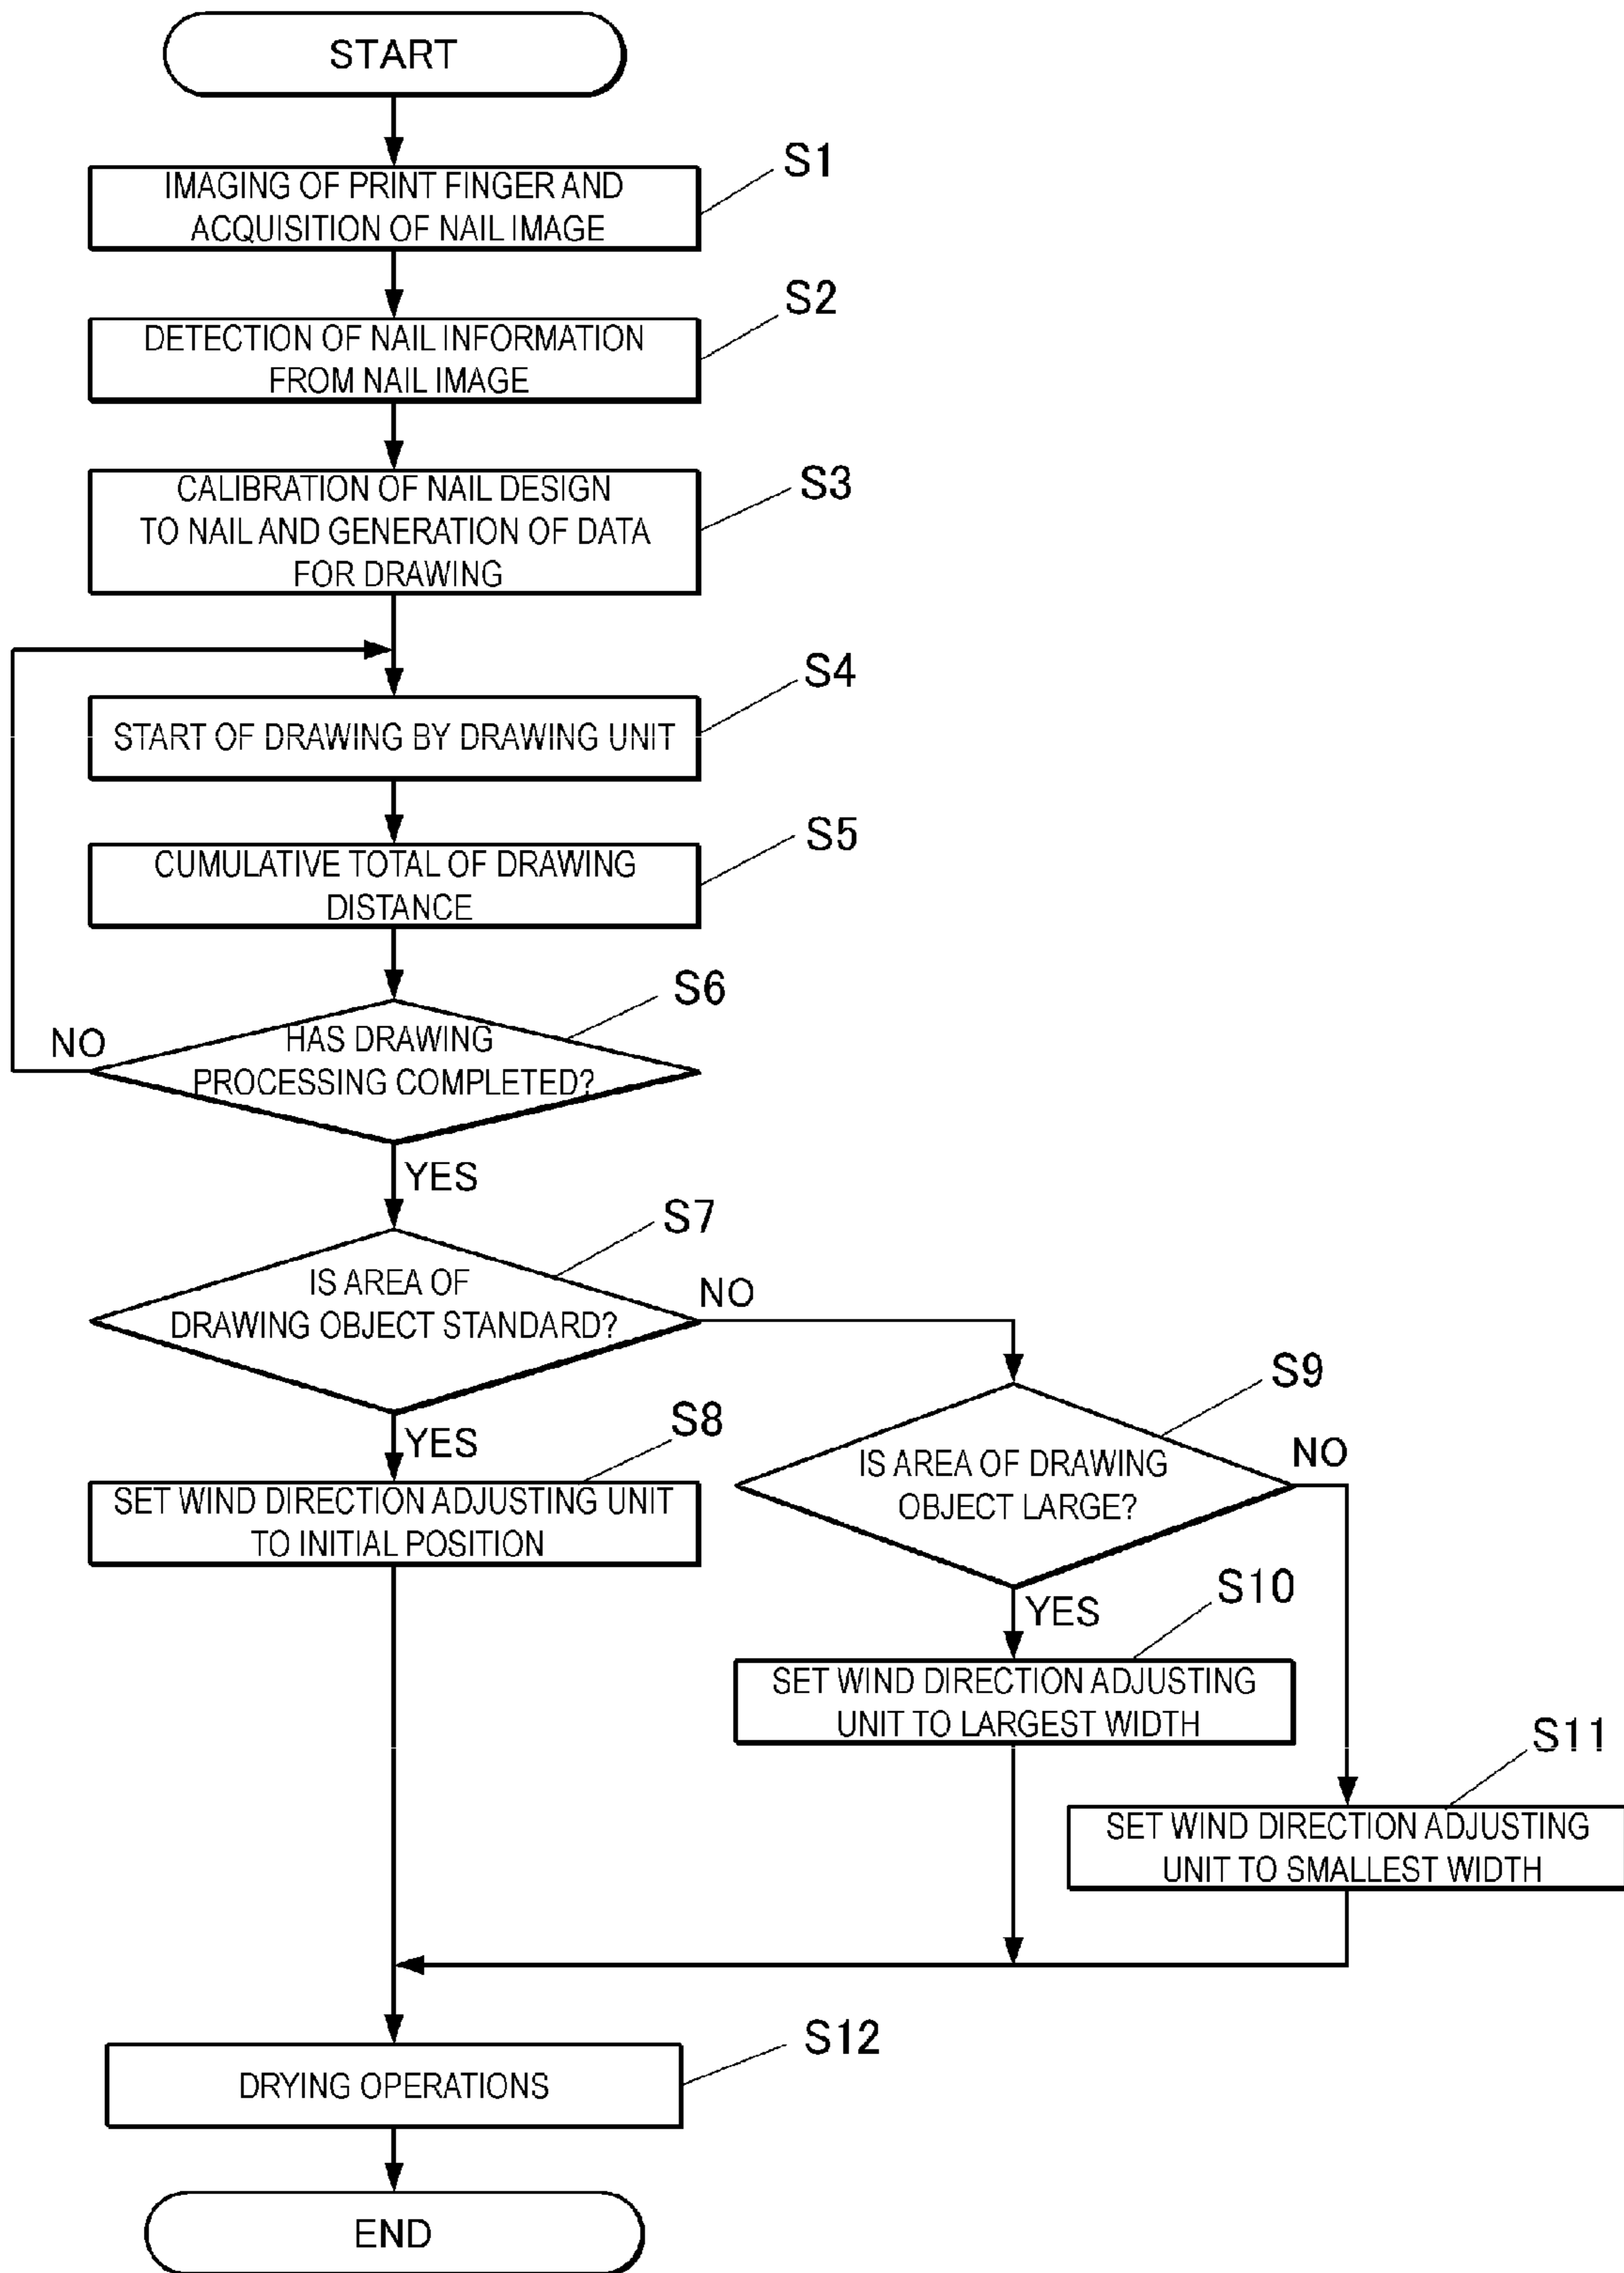 START
S1
IMAGING OF PRINT FINGER AND
ACQUISITION OF NAIL IMAGE
S2
DETECTION OF NAIL INFORMATION
FROM NAIL IMAGE
S3
CALIBRATION OF NAIL DESIGN
TO NAIL AND GENERATION OF DATA
FOR DRAWING
S4
START OF DRAWING BY DRAWING UNIT
S5
CUMULATIVE TOTAL OF DRAWING
DISTANCE
S6
NO
HAS DRAWING
PROCESSING COMPLETED?
YES
S7
IS AREA OF
DRAWING OBJECT STANDARD?
NO
YES
S8
SET WIND DIRECTION ADJUSTING UNIT
TO INITIAL POSITION
S9
IS AREA OF DRAWING
OBJECT LARGE?
NO
YES
S10
SET WIND DIRECTION ADJUSTING
UNIT TO LARGEST WIDTH
S11
SET WIND DIRECTION ADJUSTING
UNIT TO SMALLEST WIDTH
S12
DRYING OPERATIONS
END